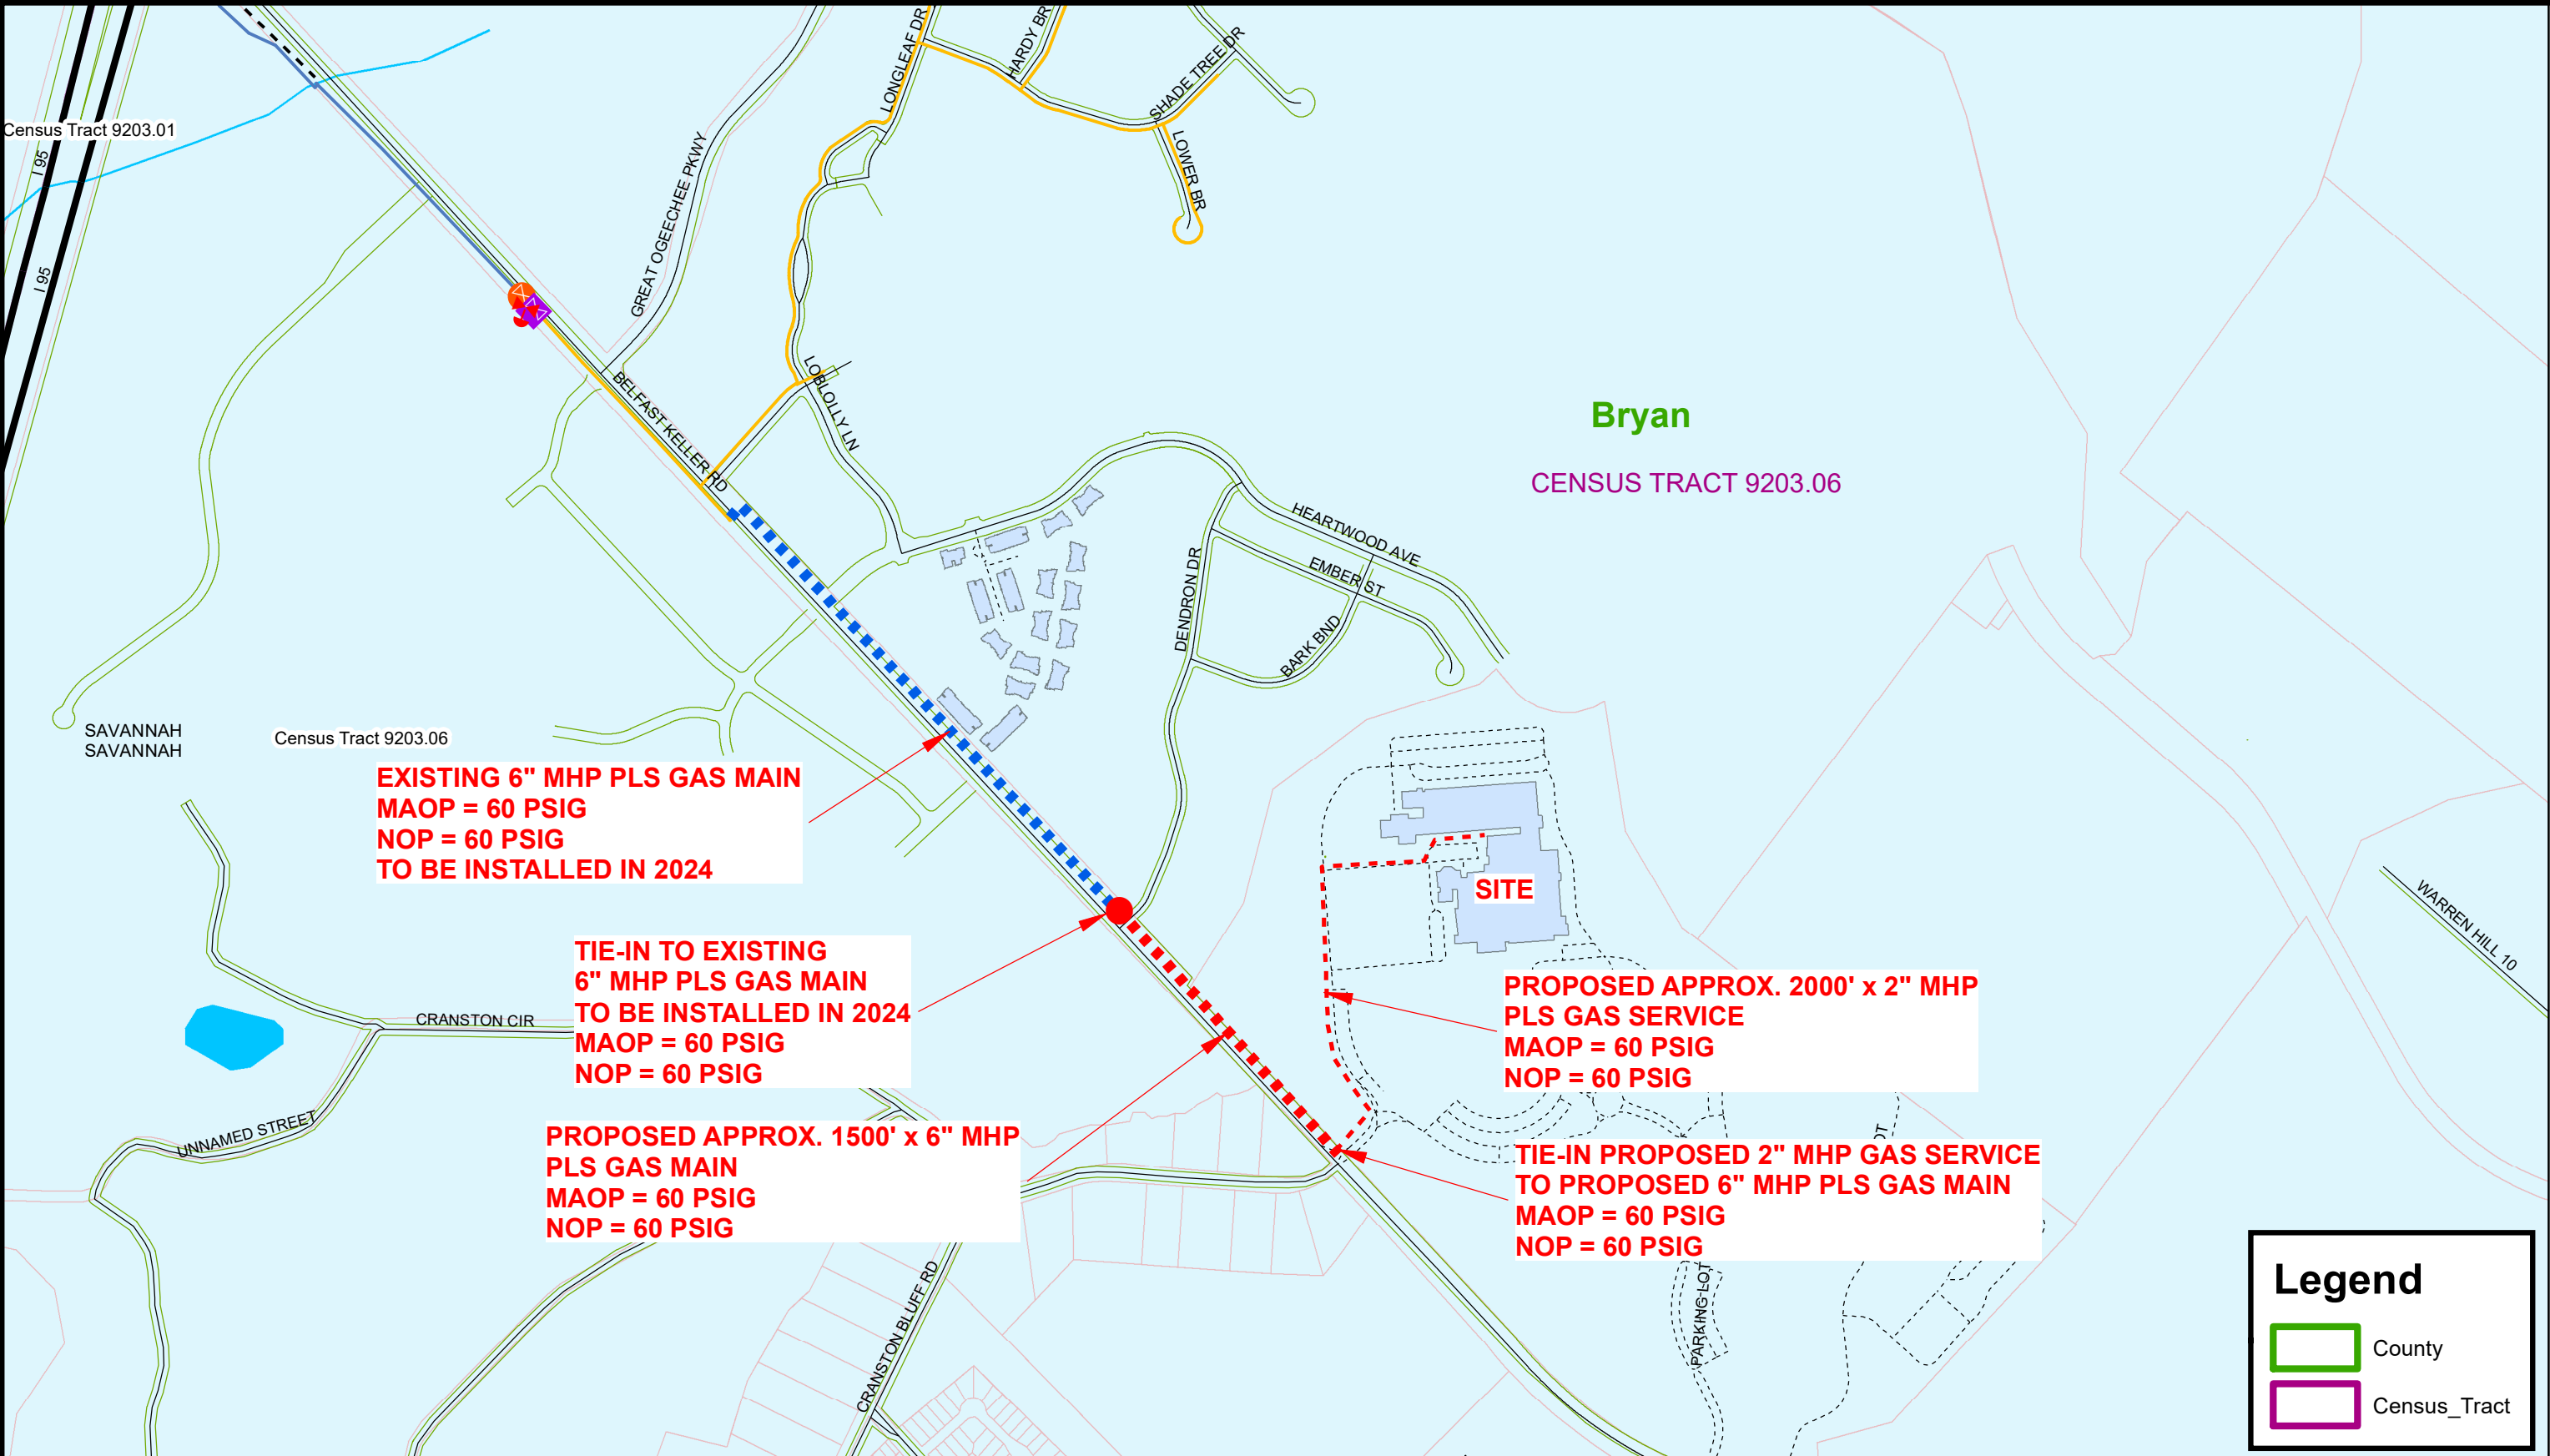 LONGLEAF DR
HARDY BR
SHADE TREE DR
LOWER BR
Census Tract 9203.01
I 95
I 95
GREAT OGEECHEE PKWY
BELFAST KELLER RD
LOBLOLLY LN
Bryan
CENSUS TRACT 9203.06
HEARTWOOD AVE
EMBER ST
DENDRON DR
BARK BND
SAVANNAH
SAVANNAH
Census Tract 9203.06
EXISTING 6" MHP PLS GAS MAIN
MAOP = 60 PSIG
NOP = 60 PSIG
TO BE INSTALLED IN 2024
SITE
WARREN HILL 10
TIE-IN TO EXISTING
6" MHP PLS GAS MAIN
TO BE INSTALLED IN 2024
MAOP = 60 PSIG
NOP = 60 PSIG
PROPOSED APPROX. 2000' x 2" MHP
PLS GAS SERVICE
MAOP = 60 PSIG
NOP = 60 PSIG
CRANSTON CIR
UNNAMED STREET
PROPOSED APPROX. 1500' x 6" MHP
PLS GAS MAIN
MAOP = 60 PSIG
NOP = 60 PSIG
TIE-IN PROPOSED 2" MHP GAS SERVICE
TO PROPOSED 6" MHP PLS GAS MAIN
MAOP = 60 PSIG
NOP = 60 PSIG
CRANSTON BLUFF RD
PARKING LOT
Legend
County
Census_Tract